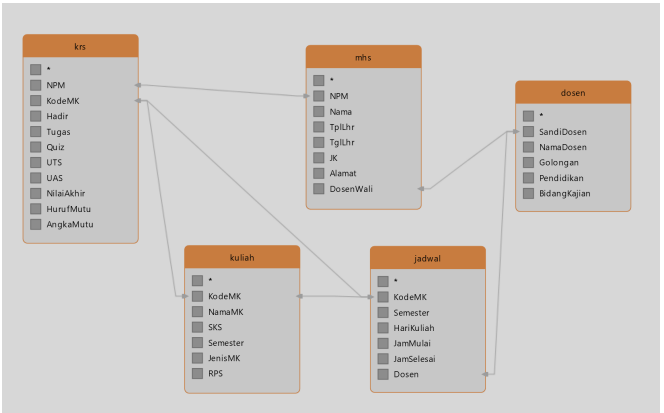 krs
*
NPM
KodeMK
Hadir
Tugas
Quiz
UTS
UAS
NilaiAkhir
HurufMutu
AngkaMutu
mhs
*
NPM
Nama
TplLhr
TglLhr
JK
Alamat
DosenWali
dosen
*
SandiDosen
NamaDosen
Golongan
Pendidikan
BidangKajian
kuliah
*
KodeMK
NamaMK
SKS
Semester
JenisMK
RPS
jadwal
*
KodeMK
Semester
HariKuliah
JamMulai
JamSelesai
Dosen